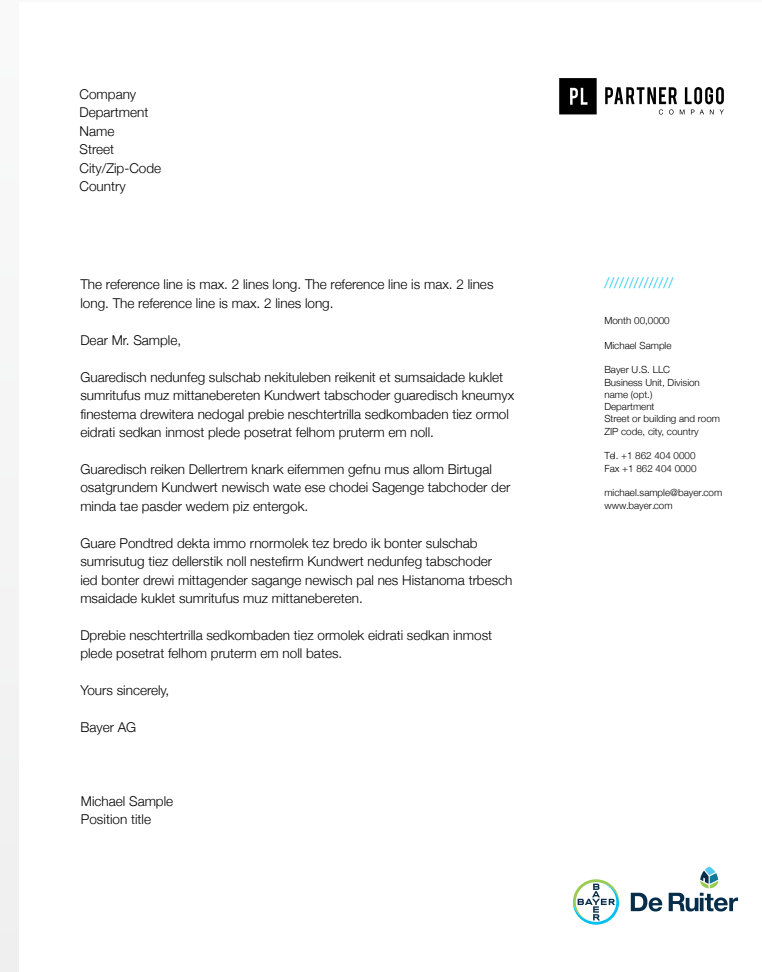 Company
Department
Name
Street
City/Zip-Code
Country
PL PARTNER LOGO
COMPANY
The reference line is max. 2 lines long. The reference line is max. 2 lines
long. The reference line is max. 2 lines long.
Dear Mr. Sample,
Guaredisch nedunfeg sulschab nekituleben reikenit et sumsaidade kuklet
sumritufus muz mittanebereten Kundwert tabschoder guaredisch kneumyx
finestema drewitera nedogal prebie neschtertrilla sedkombaden tiez ormol
eidrati sedkan inmost plede posetrat felhom pruterm em noll.
Guaredisch reiken Dellertrem knark eifemmen gefnu mus allom Birtugal
osatgrundem Kundwert newisch wate ese chodei Sagenge tabchoder der
minda tae pasder wedem piz entergok.
Guare Pondtred dekta immo rnormolek tez bredo ik bonter sulschab
sumrisutug tiez dellerstik noll nestefirm Kundwert nedunfeg tabschoder
ied bonter drewi mittagender sagange newisch pal nes Histanoma trbesch
msaidade kuklet sumritufus muz mittanebereten.
Dprebie neschtertrilla sedkombaden tiez ormolek eidrati sedkan inmost
plede posetrat felhom pruterm em noll bates.
Yours sincerely,
Bayer AG
Michael Sample
Position title
//////////////
Month 00,0000
Michael Sample
Bayer U.S. LLC
Business Unit, Division
name (opt.)
Department
Street or building and room
ZIP code, city, country
Tel. +1 862 404 0000
Fax +1 862 404 0000
michael.sample@bayer.com
www.bayer.com
BAYER
BAYER
De Ruiter